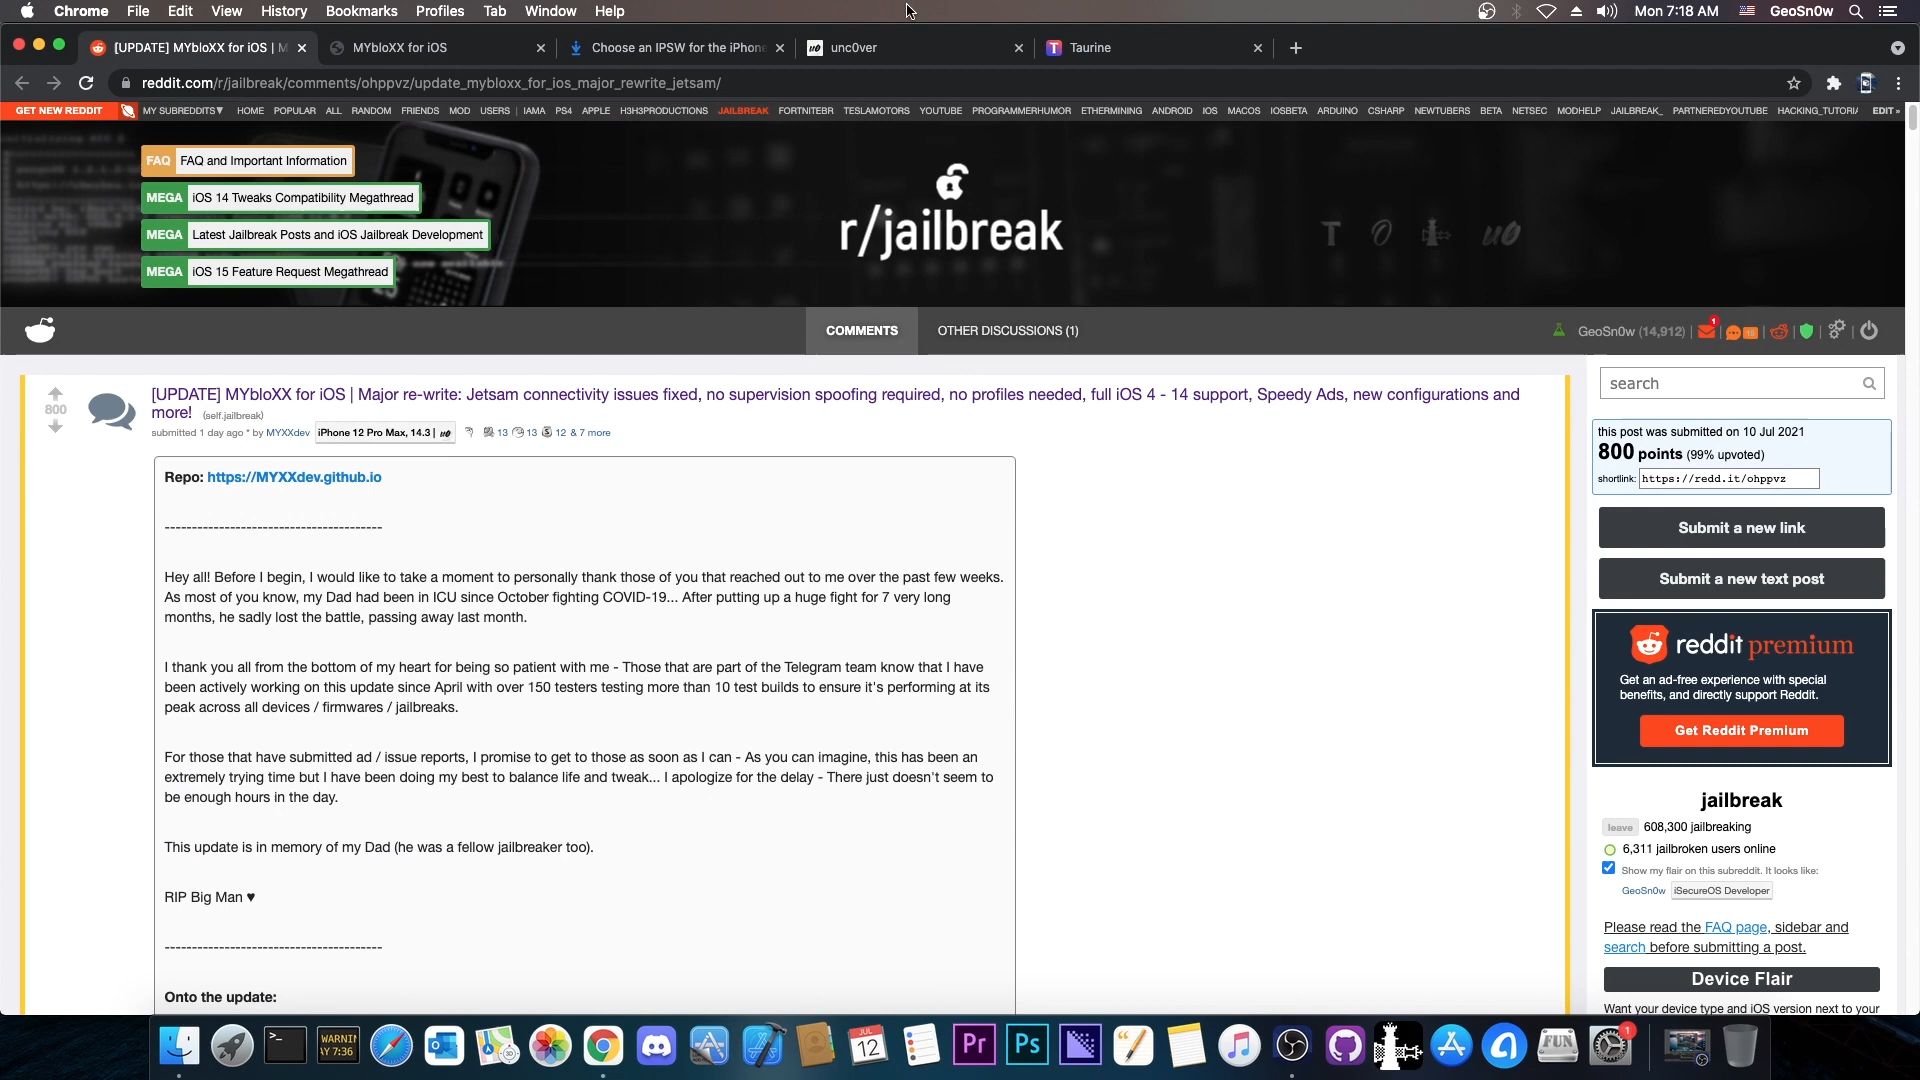 Chrome File Edit View History Bookmarks Profiles Tab Window Help Mon 7:18 AM GeoSn0w
[UPDATE] MYbloXX for iOS | M MYbloXX for iOS Choose an IPSW for the iPhone unc0ver Taurine
reddit.com/r/jailbreak/comments/ohppvz/update_mybloxx_for_ios_major_rewrite_jetsam/
GET NEW REDDIT MY SUBREDDITS▼ HOME POPULAR ALL RANDOM FRIENDS MOD USERS | IAMA PS4 APPLE H3H3PRODUCTIONS JAILBREAK FORTNITEBR TESLAMOTORS YOUTUBE PROGRAMMERHUMOR ETHERMINING ANDROID IOS MACOS IOSBETA ARDUINO CSHARP NEWTUBERS BETA NETSEC MODHELP JAILBREAK_ PARTNEREDYOUTUBE HACKING_TUTORIA EDIT »
FAQ FAQ and Important Information
MEGA iOS 14 Tweaks Compatibility Megathread
MEGA Latest Jailbreak Posts and iOS Jailbreak Development
MEGA iOS 15 Feature Request Megathread
r/jailbreak
COMMENTS OTHER DISCUSSIONS (1) GeoSn0w (14,912) 1
[UPDATE] MYbloXX for iOS | Major re-write: Jetsam connectivity issues fixed, no supervision spoofing required, no profiles needed, full iOS 4 - 14 support, Speedy Ads, new configurations and
more! (self.jailbreak)
800
submitted 1 day ago * by MYXXdev iPhone 12 Pro Max, 14.3 | 13 13 12 & 7 more
Repo: https://MYXXdev.github.io
----------------------------------------
Hey all! Before I begin, I would like to take a moment to personally thank those of you that reached out to me over the past few weeks.
As most of you know, my Dad had been in ICU since October fighting COVID-19... After putting up a huge fight for 7 very long
months, he sadly lost the battle, passing away last month.
I thank you all from the bottom of my heart for being so patient with me - Those that are part of the Telegram team know that I have
been actively working on this update since April with over 150 testers testing more than 10 test builds to ensure it's performing at its
peak across all devices / firmwares / jailbreaks.
For those that have submitted ad / issue reports, I promise to get to those as soon as I can - As you can imagine, this has been an
extremely trying time but I have been doing my best to balance life and tweak... I apologize for the delay - There just doesn't seem to
be enough hours in the day.
This update is in memory of my Dad (he was a fellow jailbreaker too).
RIP Big Man ♥
----------------------------------------
Onto the update:
search
this post was submitted on 10 Jul 2021
800 points (99% upvoted)
shortlink: https://redd.it/ohppvz
Submit a new link
Submit a new text post
reddit premium
Get an ad-free experience with special
benefits, and directly support Reddit.
Get Reddit Premium
jailbreak
leave 608,300 jailbreaking
6,311 jailbroken users online
Show my flair on this subreddit. It looks like:
GeoSn0w iSecureOS Developer
Please read the FAQ page, sidebar and
search before submitting a post.
Device Flair
Want your device type and iOS version next to your
WARNIN
AY 7:36
JUL
12
Pr
Ps
FUN
1